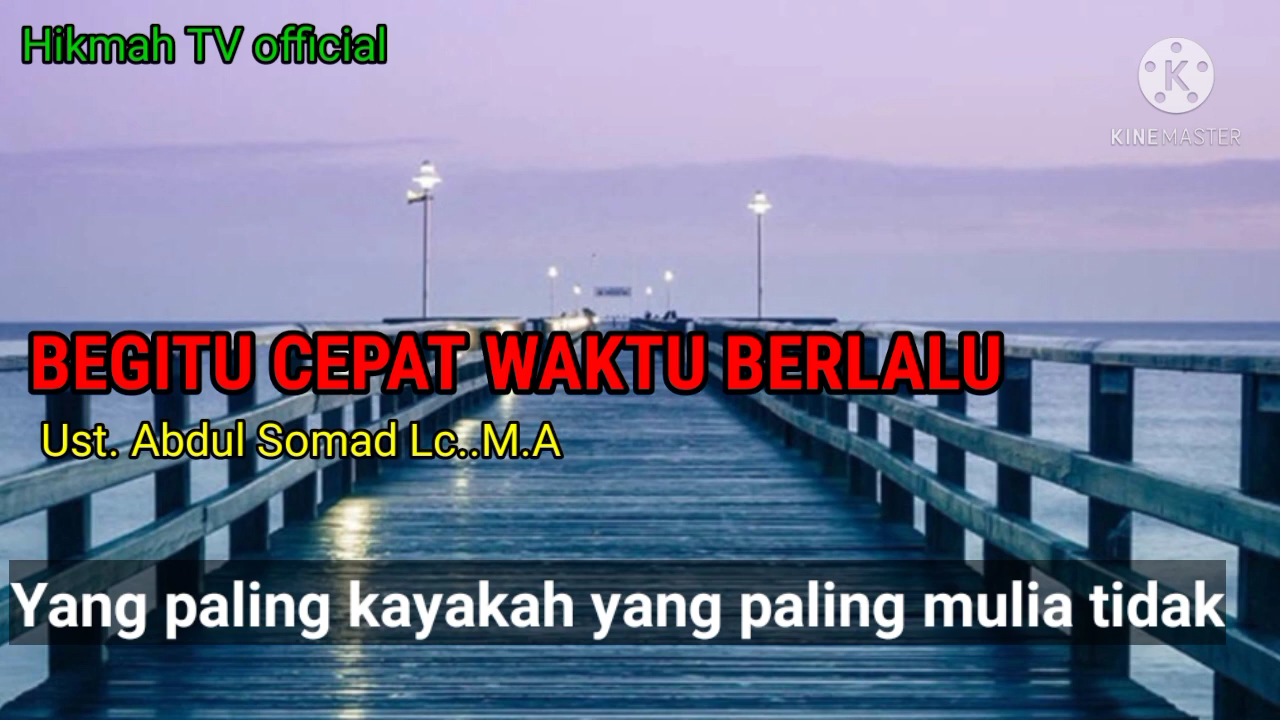 Hikmah TV official
K
KINEMASTER
BEGITU CEPAT WAKTU BERLALU
Ust. Abdul Somad Lc..M.A
Yang paling kayakah yang paling mulia tidak